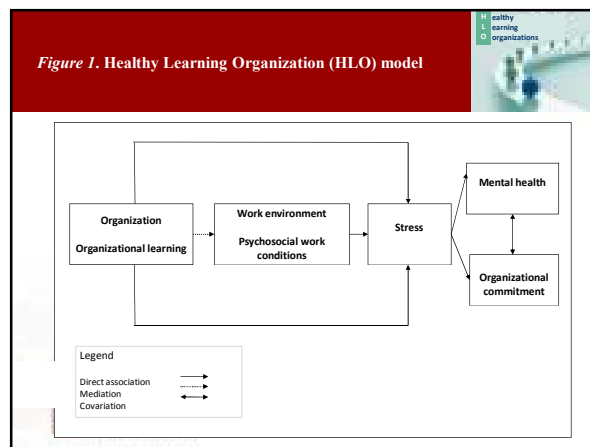 Figure 1. Healthy Learning Organization (HLO) model
H ealthy
L earning
O organizations
Organization
Organizational learning
Work environment
Psychosocial work
conditions
Stress
Mental health
Organizational
commitment
Legend
Direct association
Mediation
Covariation